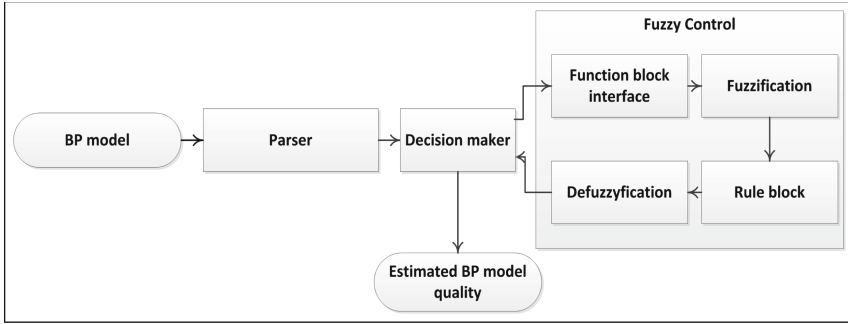 Fuzzy Control
Function block
interface
Fuzzification
BP model
Parser
Decision maker
Defuzzyfication
Rule block
Estimated BP model
quality